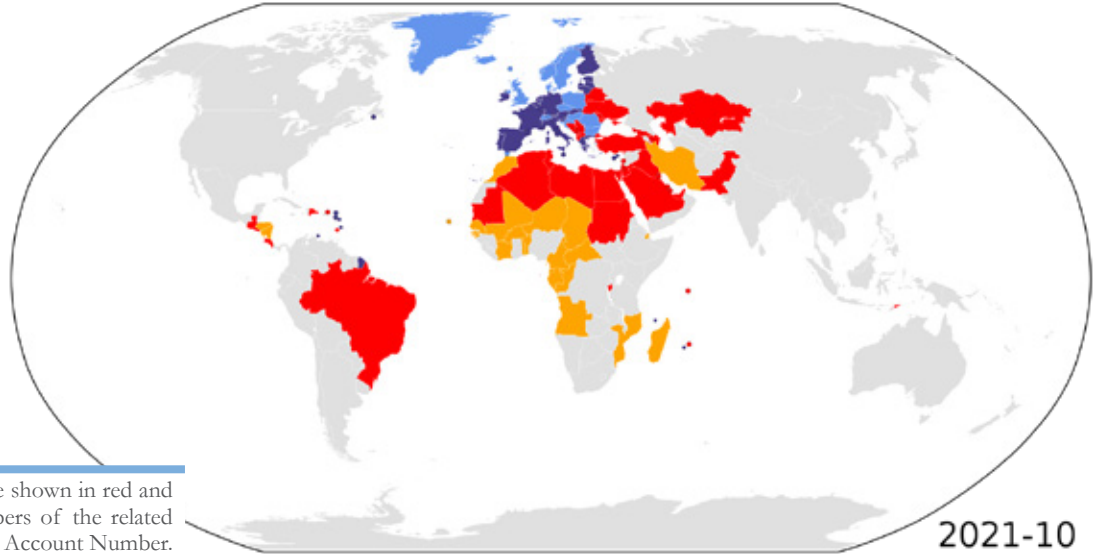 e shown in red and
bers of the related
Account Number.
2021-10